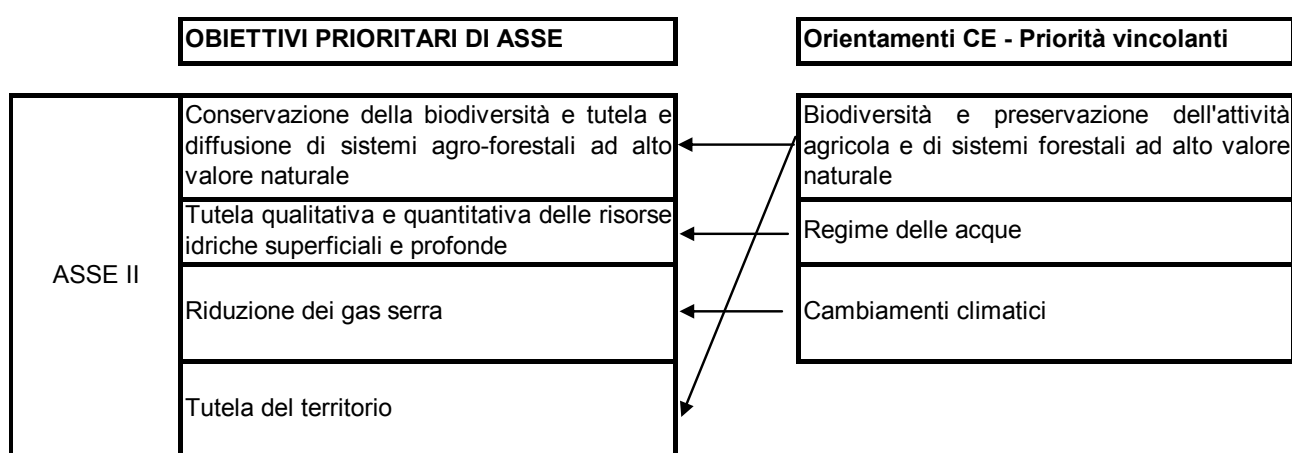 OBIETTIVI PRIORITARI DI ASSE
Orientamenti CE - Priorità vincolanti
ASSE II
Conservazione della biodiversità e tutela e
diffusione di sistemi agro-forestali ad alto
valore naturale
Biodiversità e preservazione dell'attività
agricola e di sistemi forestali ad alto valore
naturale
Tutela qualitativa e quantitativa delle risorse
idriche superficiali e profonde
Regime delle acque
Riduzione dei gas serra
Cambiamenti climatici
Tutela del territorio